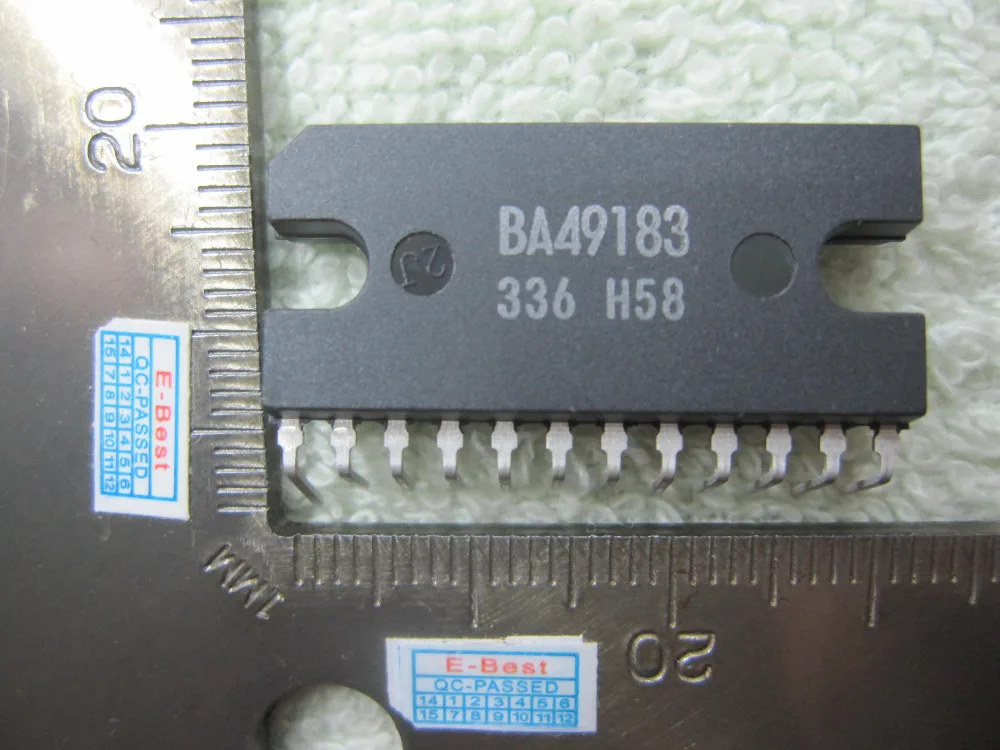 20
BA49183
336 H58
2J
E-Best
QC-PASSED
14 1 2 3 4 5 6
15 7 8 9 10 11 12
1MM
20
E-Best
QC-PASSED
14 1 2 3 4 5 6
15 7 8 9 10 11 12